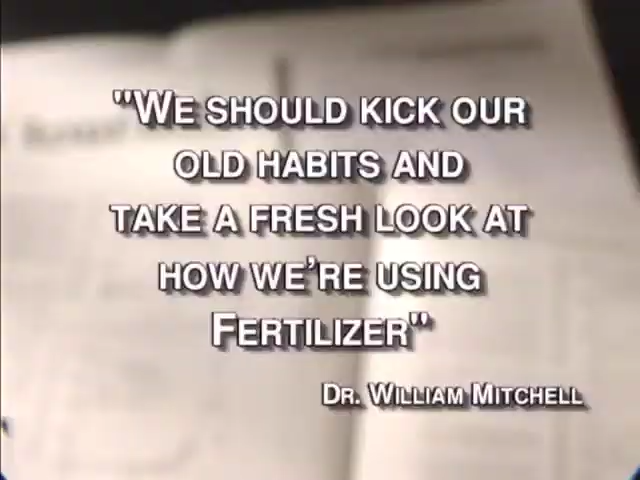 "We should kick our
old habits and
take a fresh look at
how we're using
Fertilizer"
Dr. William Mitchell